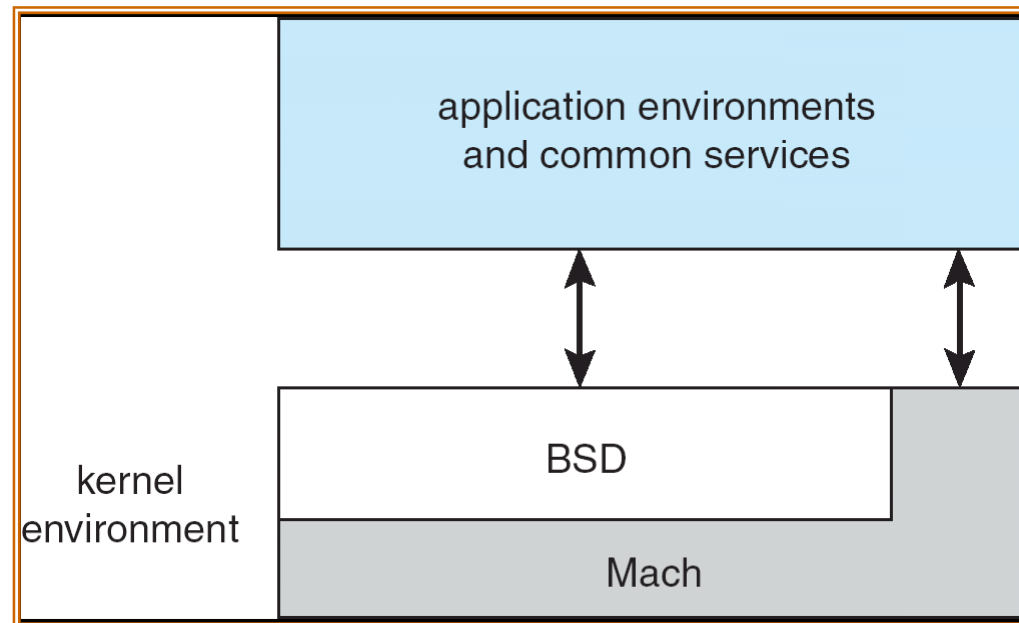 application environments
and common services
BSD
kernel
environment
Mach